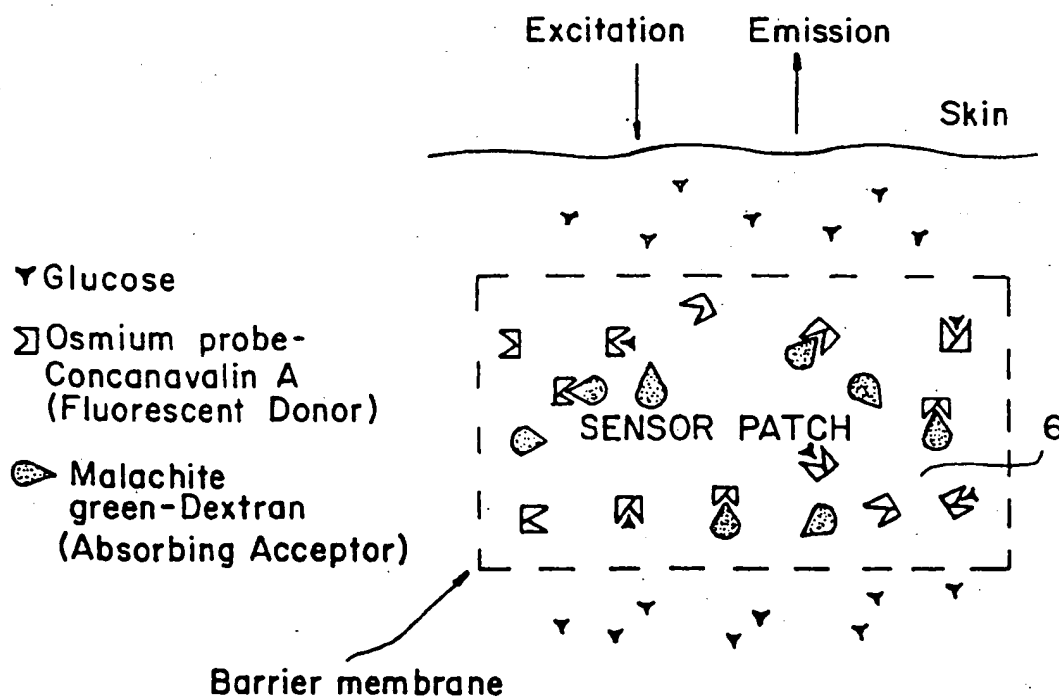 Excitation Emission
Skin
Glucose
Osmium probe-
Concanavalin A
(Fluorescent Donor)
Malachite
green-Dextran
(Absorbing Acceptor)
SENSOR PATCH
6
Barrier membrane